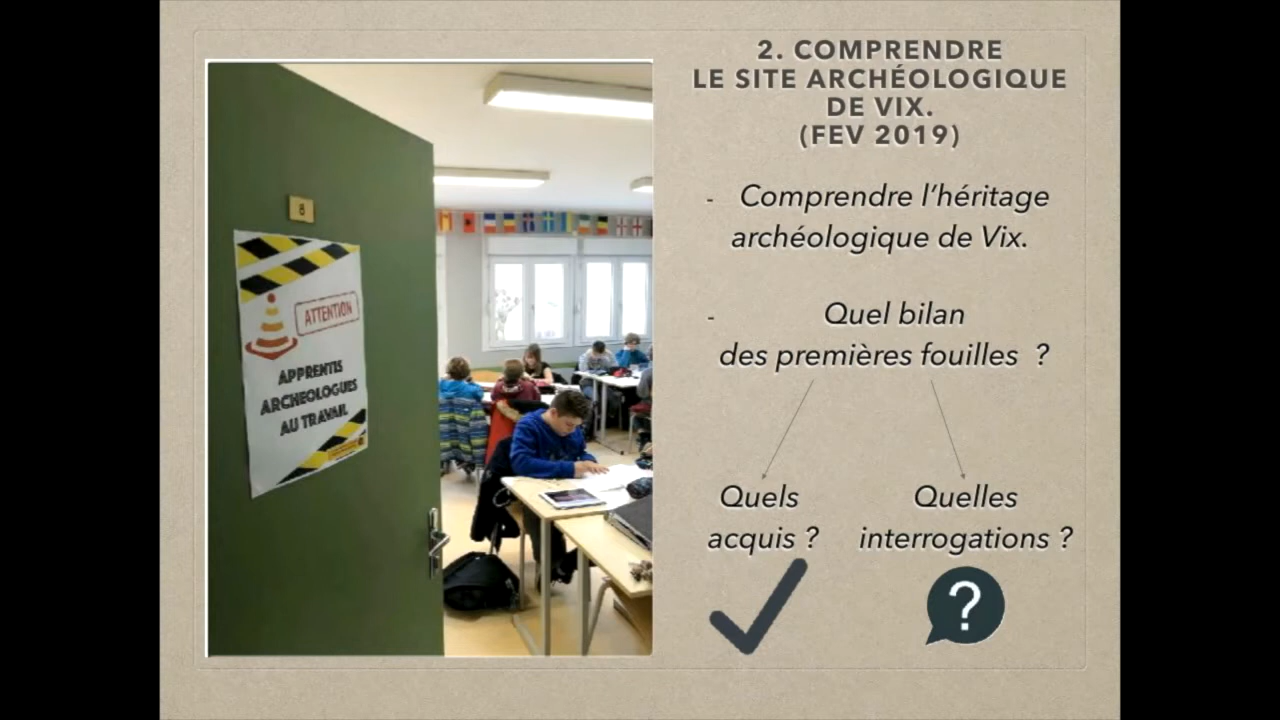 2. COMPRENDRE
LE SITE ARCHÉOLOGIQUE
DE VIX.
(FEV 2019)
- Comprendre l’héritage
archéologique de Vix.
- Quel bilan
des premières fouilles ?
Quels
acquis ?
Quelles
interrogations ?
?
8
ATTENTION
APPRENTIS
ARCHEOLOGUES
AU TRAVAIL